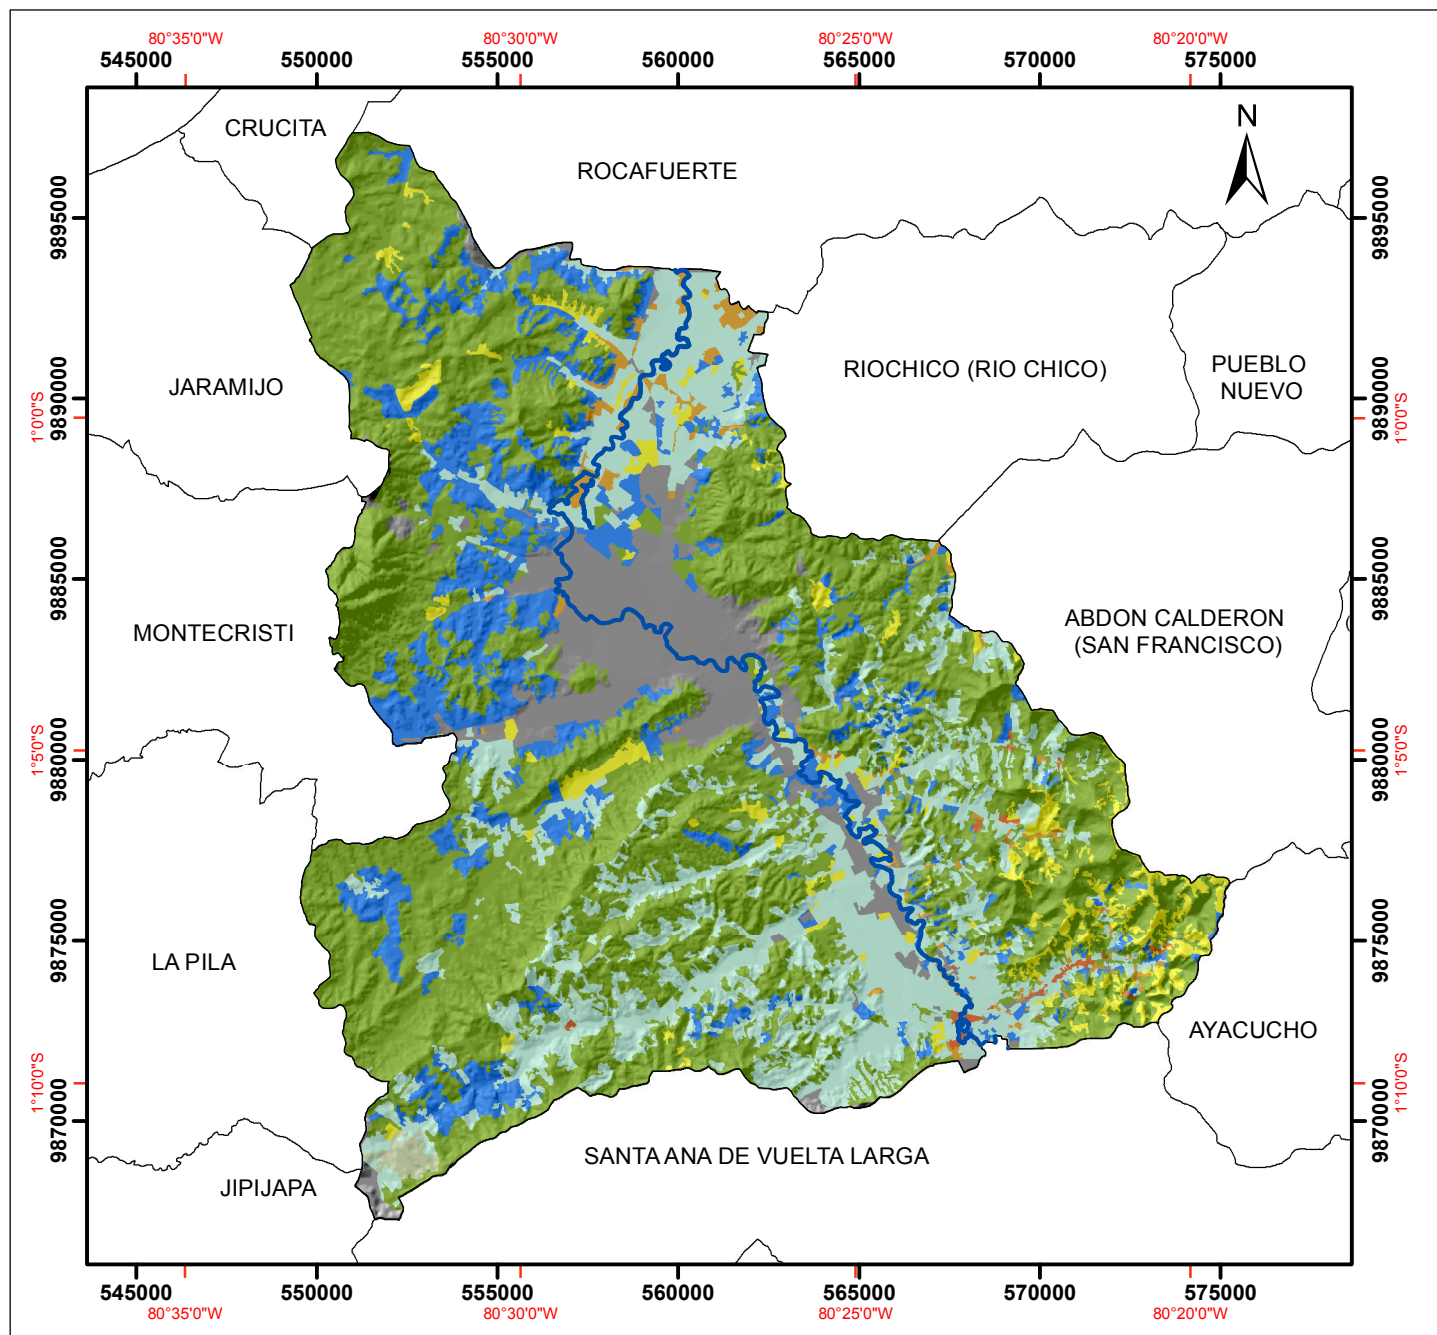 80°35'0"W 80°30'0"W 80°25'0"W 80°20'0"W
545000 550000 555000 560000 565000 570000 575000
N
CRUCITA
ROCAFUERTE
9895000 9895000
JARAMIJO
RIOCHICO (RIO CHICO)
PUEBLO
NUEVO
9890000 9890000
1°0'0"S 1°0'0"S
9885000 9885000
MONTECRISTI
ABDON CALDERON
(SAN FRANCISCO)
1°5'0"S 1°5'0"S
9880000 9880000
LA PILA
9875000 9875000
AYACUCHO
1°10'0"S 1°10'0"S
9870000 9870000
SANTA ANA DE VUELTA LARGA
JIPIJAPA
545000 550000 555000 560000 565000 570000 575000
80°35'0"W 80°30'0"W 80°25'0"W 80°20'0"W